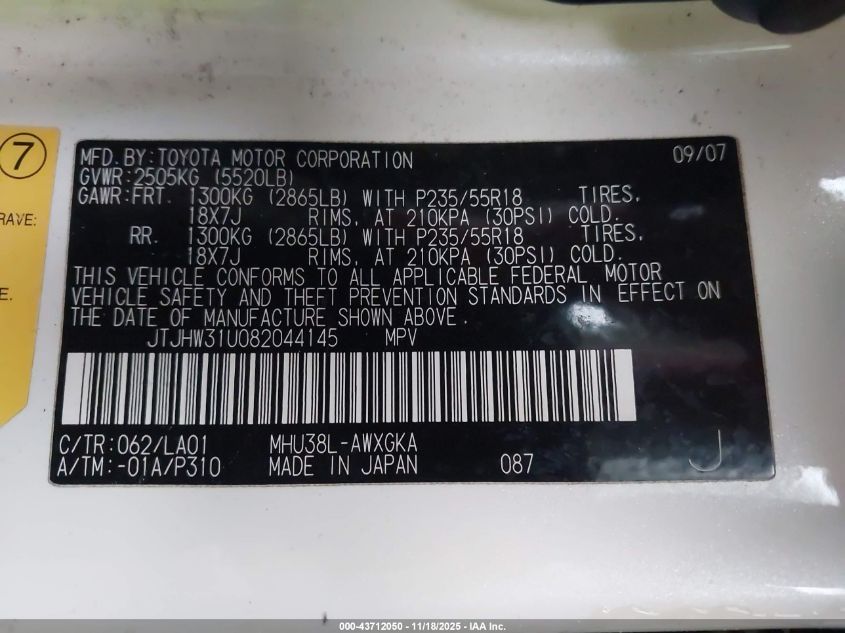 7
RAVE:
E.
MFD. BY: TOYOTA MOTOR CORPORATION 09/07
GVWR: 2505KG (5520LB)
GAWR: FRT. 1300KG (2865LB) WITH P235/55R18 TIRES,
18X7J RIMS, AT 210KPA (30PSI) COLD.
RR. 1300KG (2865LB) WITH P235/55R18 TIRES,
18X7J RIMS, AT 210KPA (30PSI) COLD.
THIS VEHICLE CONFORMS TO ALL APPLICABLE FEDERAL MOTOR
VEHICLE SAFETY AND THEFT PREVENTION STANDARDS IN EFFECT ON
THE DATE OF MANUFACTURE SHOWN ABOVE.
JTJHW31U082044145 MPV
C/TR: 062/LA01 MHU38L-AWXGKA
A/TM: -01A/P310 MADE IN JAPAN 087 J
000-43712050 - 11/18/2025 - IAA Inc.